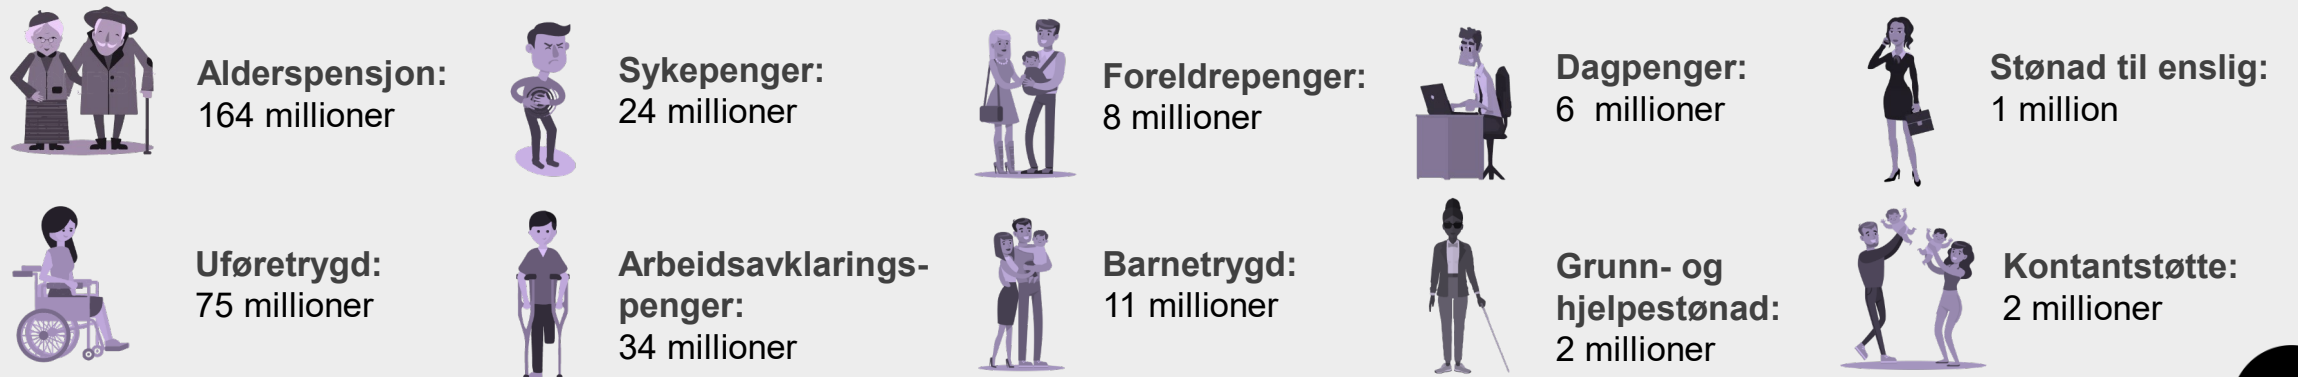 Alderspensjon:
164 millioner
Sykepenger:
24 millioner
Foreldrepenger:
8 millioner
Dagpenger:
6  millioner
Stønad til enslig:
1 million
Uføretrygd:
75 millioner
Arbeidsavklarings-
penger:
34 millioner
Barnetrygd:
11 millioner
Grunn- og
hjelpestønad:
2 millioner
Kontantstøtte:
2 millioner